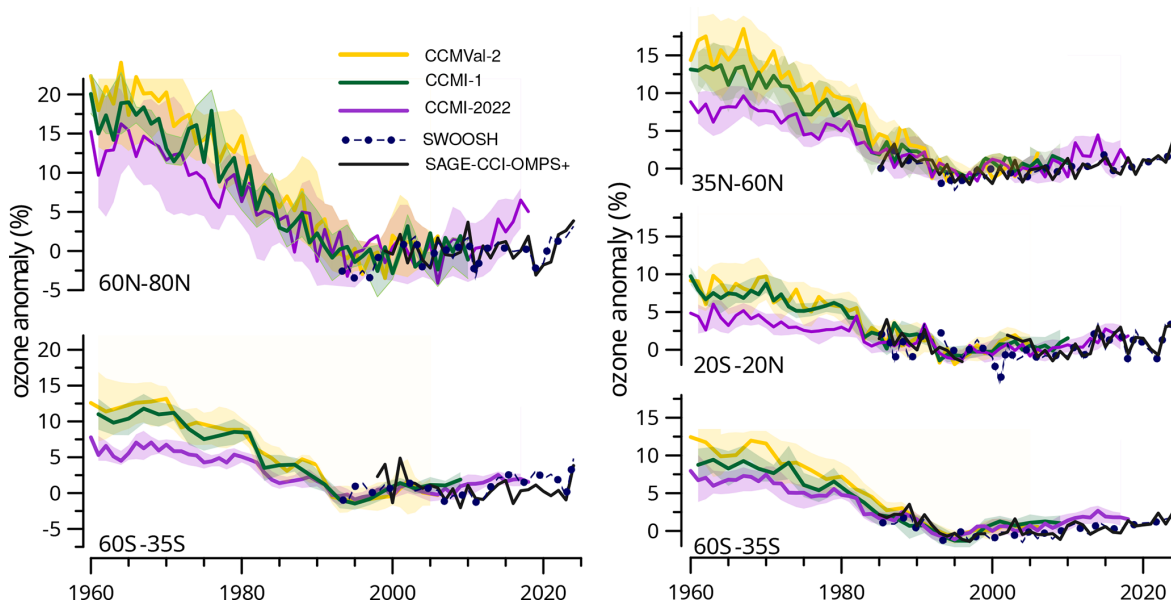 CCMVal-2
CCMI-1
CCMI-2022
SWOOSH
SAGE-CCI-OMPS+
ozone anomaly (%)
20
15
10
5
0
-5
60N-80N
20
15
10
5
0
-5
60S-35S
1960 1980 2000 2020
ozone anomaly (%)
15
10
5
0
35N-60N
15
10
5
0
20S-20N
15
10
5
0
60S-35S
1960 1980 2000 2020